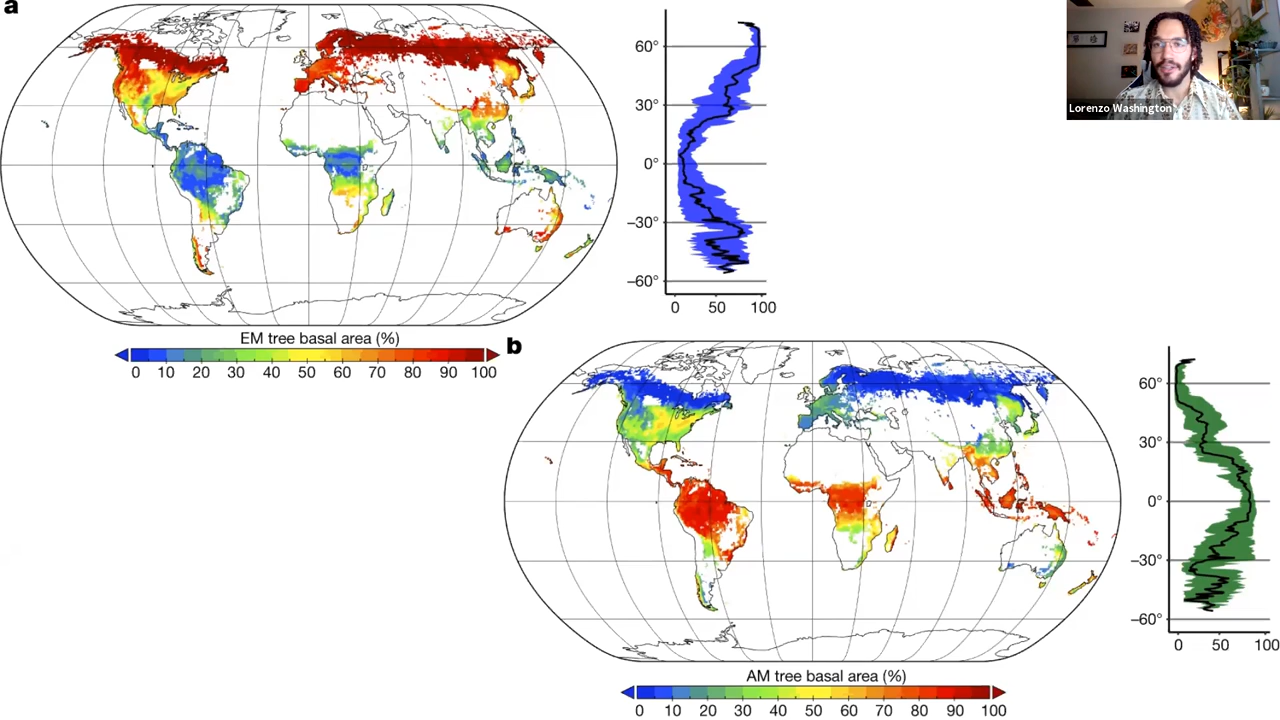 a
60°
30°
0°
−30°
−60°
0 50 100
EM tree basal area (%)
0 10 20 30 40 50 60 70 80 90 100
Lorenzo Washington
b
60°
30°
0°
−30°
−60°
0 50 100
AM tree basal area (%)
0 10 20 30 40 50 60 70 80 90 100